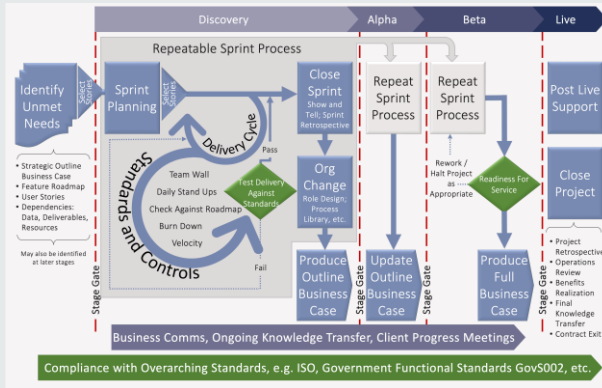 Discovery
Alpha
Beta
Live
Repeatable Sprint Process
Identify
Unmet
Needs
Select
Stories
Sprint
Planning
Select
Stories
Close
Sprint
Show and
Tell; Sprint
Retrospective
Repeat
Sprint
Process
Repeat
Sprint
Process
Post Live
Support
• Strategic Outline
Business Case
• Feature Roadmap
• User Stories
• Dependencies:
Data, Deliverables,
Resources
May also be identified
at later stages
Delivery Cycle
Pass
Standards and Controls
Team Wall
Daily Stand Ups
Check Against Roadmap
Burn Down
Velocity
Test Delivery
Against
Standards
Fail
Org
Change
Role Design;
Process
Library, etc.
Rework /
Halt Project
as
Appropriate
Readiness For
Service
Close
Project
• Project
Retrospective
• Operations
Review
• Benefits
Realization
• Final
Knowledge
Transfer
• Contract Exit
Produce
Outline
Business
Case
Update
Outline
Business
Case
Produce
Full
Business
Case
Stage Gate
Stage Gate
Stage Gate
Stage Gate
Business Comms, Ongoing Knowledge Transfer, Client Progress Meetings
Compliance with Overarching Standards, e.g. ISO, Government Functional Standards GovS002, etc.